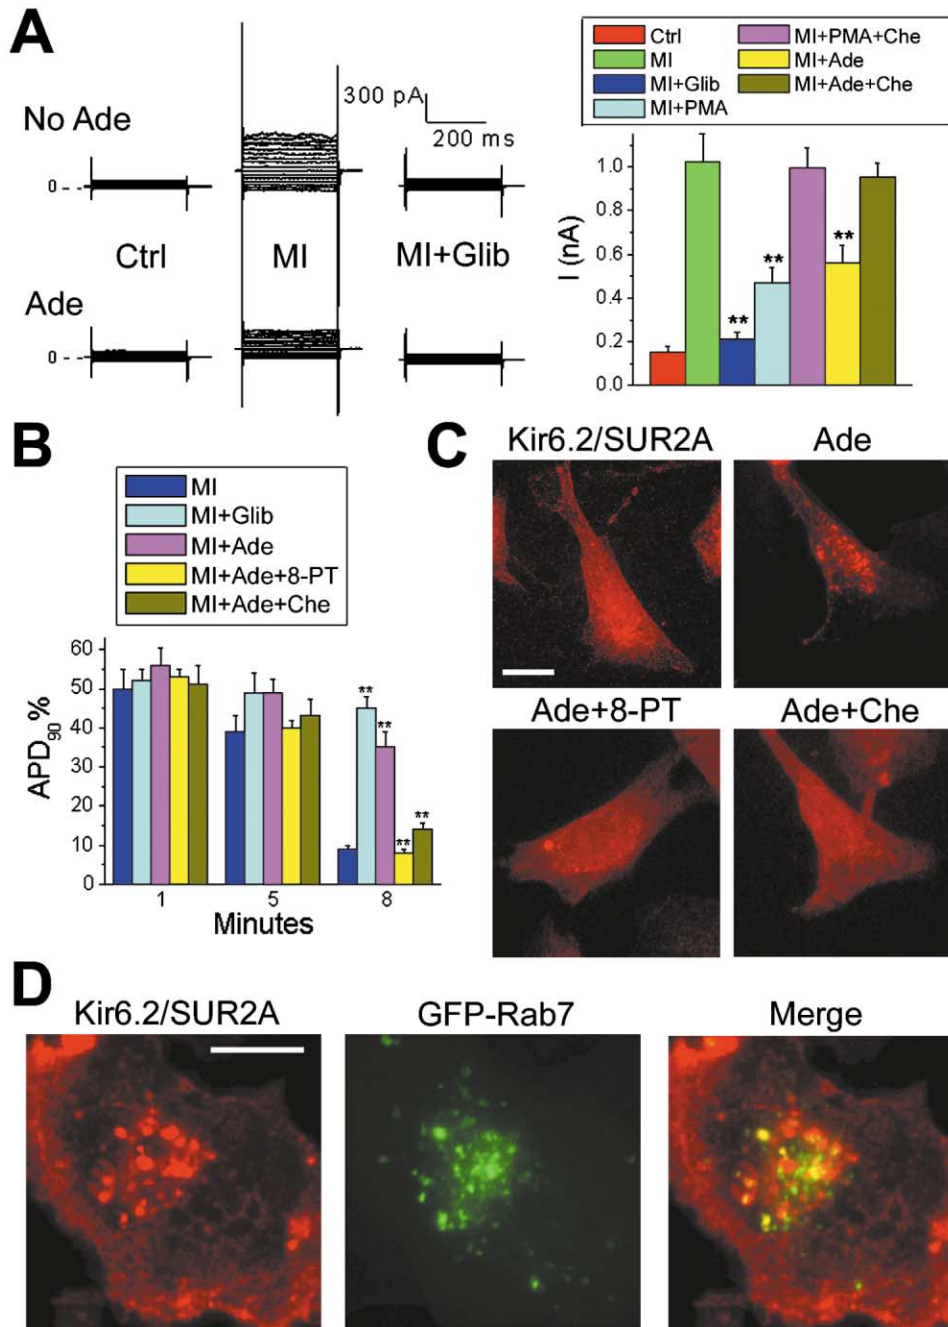 A
No Ade
0
Ctrl
MI
MI+Glib
300 pA
200 ms
Ade
0
Ctrl
MI
MI+Glib
MI+PMA
MI+PMA+Che
MI+Ade
MI+Ade+Che
I (nA)
1.0
0.8
0.6
0.4
0.2
0.0
**
**
**
B
MI
MI+Glib
MI+Ade
MI+Ade+8-PT
MI+Ade+Che
APD90 %
60
50
40
30
20
10
0
**
**
**
**
1 5 8
Minutes
C
Kir6.2/SUR2A
Ade
Ade+8-PT
Ade+Che
D
Kir6.2/SUR2A
GFP-Rab7
Merge